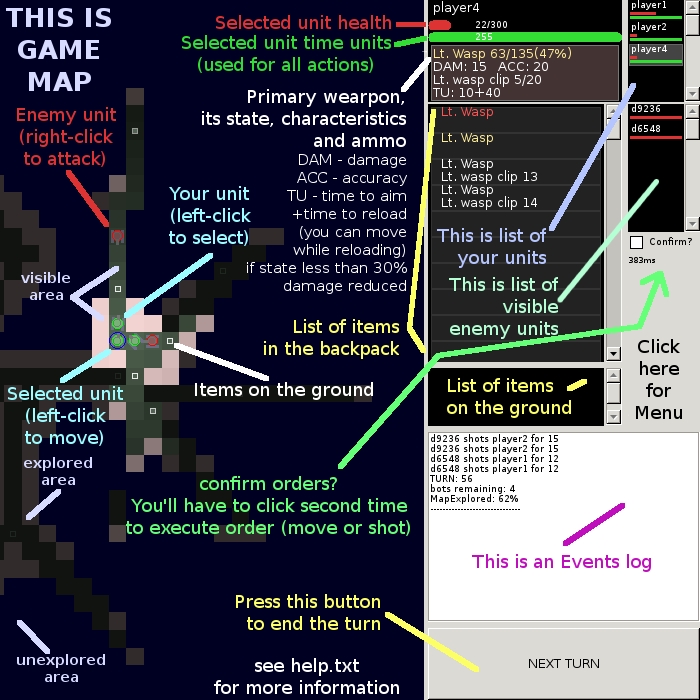 THIS IS
GAME
MAP
Enemy unit
(right-click
to attack)
Your unit
(left-click
to select)
visible
area
Selected unit
(left-click
to move)
explored
area
unexplored
area
Selected unit health
Selected unit time units
(used for all actions)
Primary wearpon,
its state, characteristics
and ammo
DAM - damage
ACC - accuracy
TU - time to aim
+time to reload
(you can move
while reloading)
if state less than 30%
damage reduced
List of items
in the backpack
Items on the ground
confirm orders?
You'll have to click second time
to execute order (move or shot)
Press this button
to end the turn
see help.txt
for more information
player4
22/300
255
Lt. Wasp 63/135(47%)
DAM: 15 ACC: 20
Lt. wasp clip 5/20
TU: 10+40
Lt. Wasp
Lt. Wasp
Lt. Wasp
Lt. wasp clip 13
Lt. Wasp
Lt. wasp clip 14
This is list of
your units
This is list of
visible
enemy units
List of items
on the ground
player1
player2
player4
d9236
d6548
Confirm?
383ms
Click
here
for
Menu
d9236 shots player2 for 15
d9236 shots player2 for 15
d6548 shots player1 for 12
d6548 shots player1 for 12
TURN: 56
bots remaining: 4
MapExplored: 62%
------------------------------
This is an Events log
NEXT TURN